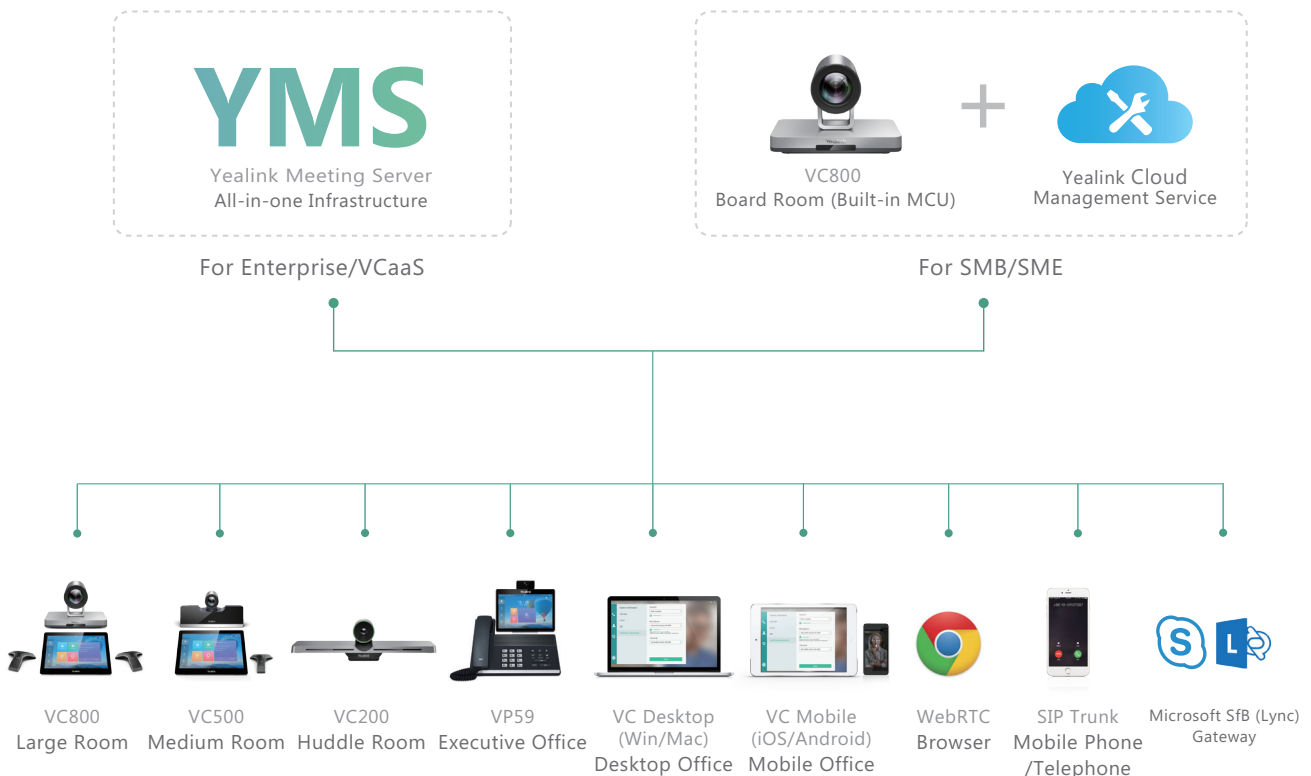 YMS
Yealink Meeting Server
All-in-one Infrastructure
For Enterprise/VCaaS
VC800
Board Room (Built-in MCU)
+
Yealink Cloud
Management Service
For SMB/SME
VC800
Large Room
VC500
Medium Room
VC200
Huddle Room
VP59
Executive Office
VC Desktop
(Win/Mac)
Desktop Office
VC Mobile
(iOS/Android)
Mobile Office
WebRTC
Browser
SIP Trunk
Mobile Phone
/Telephone
S
L
Microsoft SfB (Lync)
Gateway